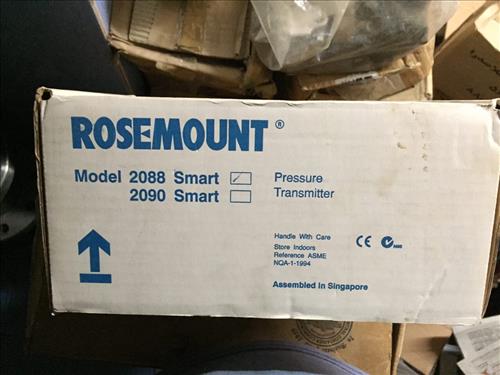 ROSEMOUNT®
Model 2088 Smart Pressure
2090 Smart Transmitter
Handle With Care
Store Indoors
Reference ASME
NQA-1-1994
CE
Assembled in Singapore